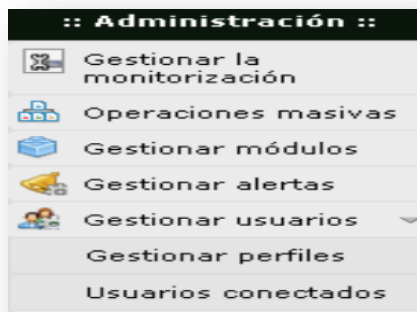 :: Administración ::
Gestionar la
monitorización
Operaciones masivas
Gestionar módulos
Gestionar alertas
Gestionar usuarios
Gestionar perfiles
Usuarios conectados